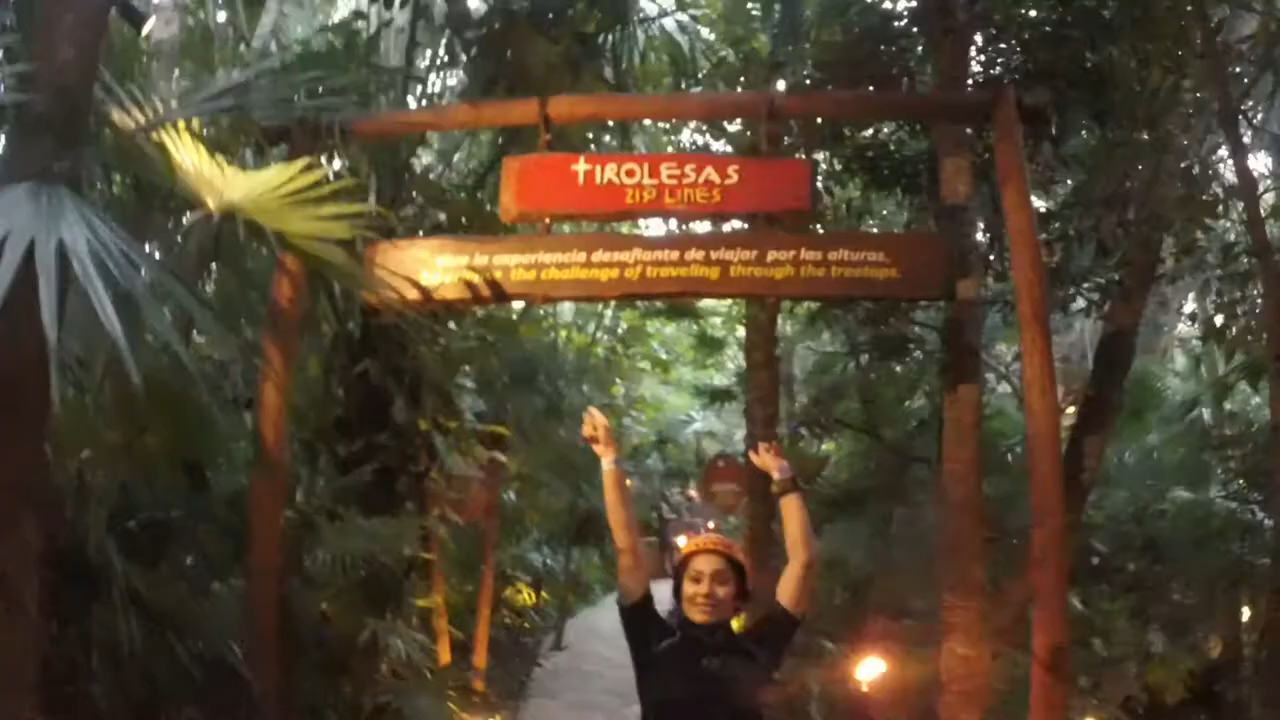 TIROLESAS
ZIP LINES
la experiencia desafiante de viajar por las alturas,
the challenge of traveling through the treetops.